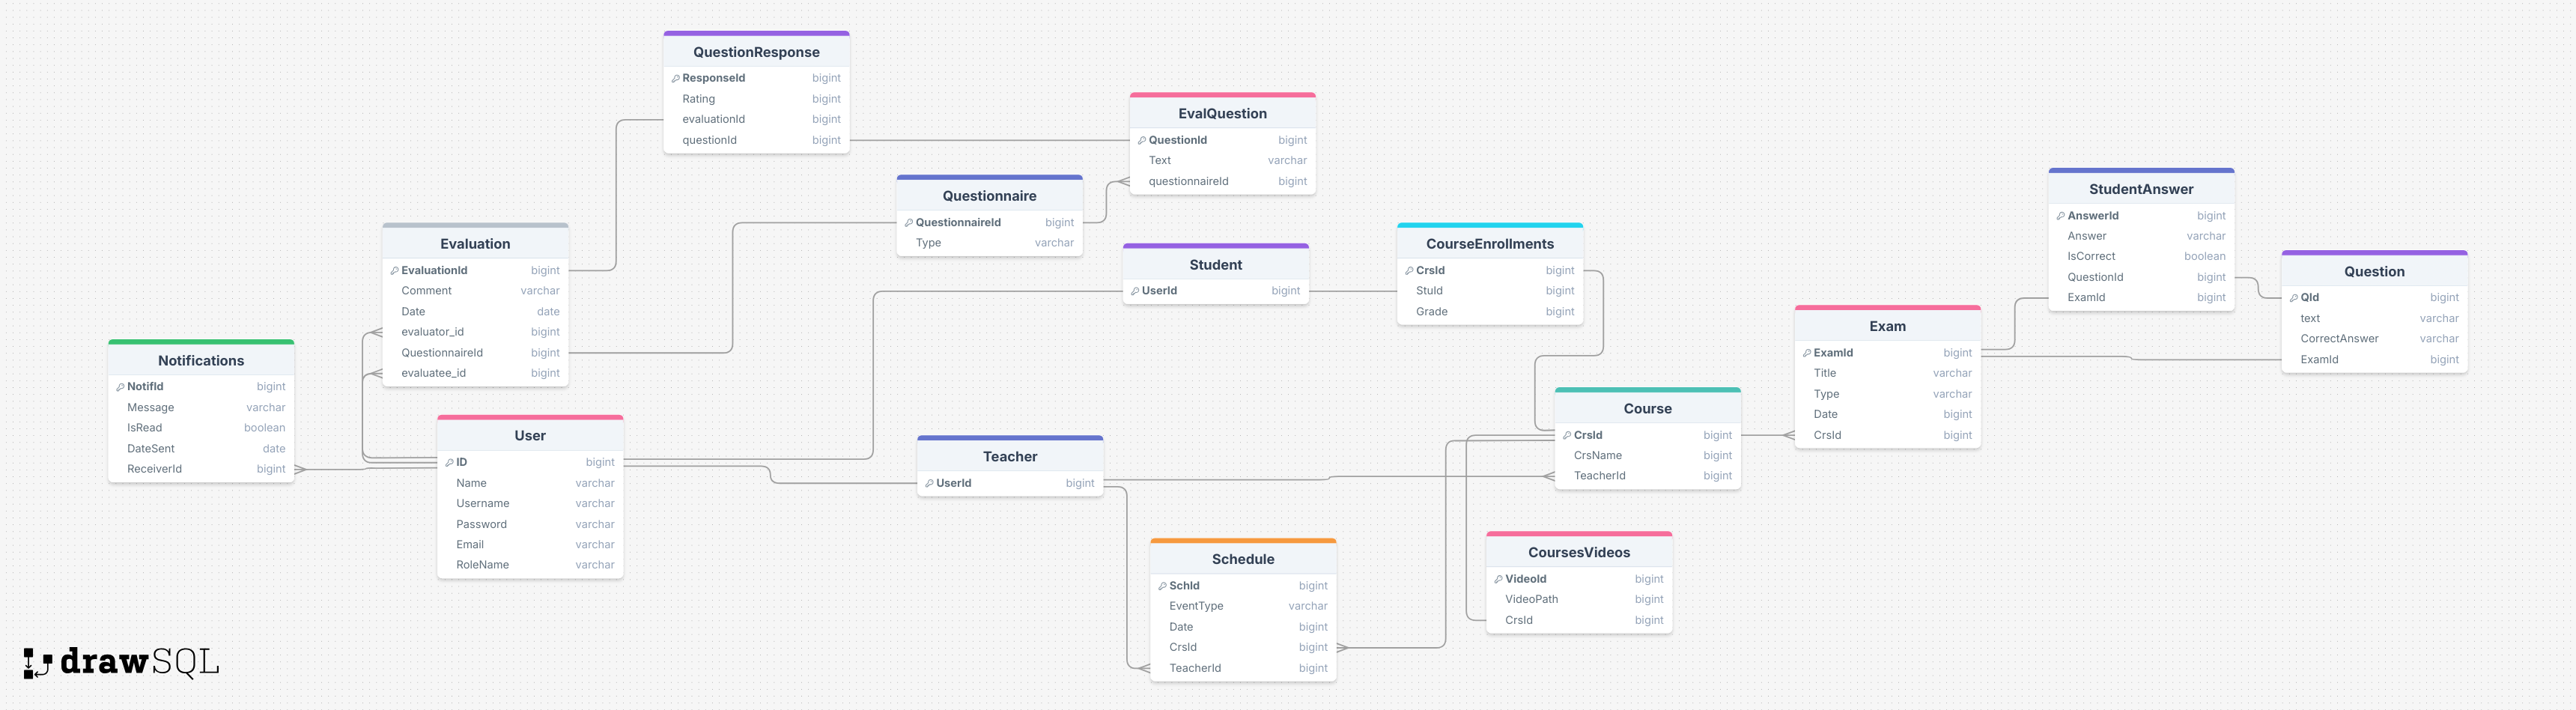 QuestionResponse
ResponseId bigint
Rating bigint
evaluationId bigint
questionId bigint
EvalQuestion
QuestionId bigint
Text varchar
questionnaireId bigint
Questionnaire
QuestionnaireId bigint
Type varchar
Evaluation
EvaluationId bigint
Comment varchar
Date date
evaluator_id bigint
QuestionnaireId bigint
evaluatee_id bigint
Student
UserId bigint
CourseEnrollments
CrsId bigint
StuId bigint
Grade bigint
StudentAnswer
AnswerId bigint
Answer varchar
IsCorrect boolean
QuestionId bigint
ExamId bigint
Question
QId bigint
text varchar
CorrectAnswer varchar
ExamId bigint
Exam
ExamId bigint
Title varchar
Type varchar
Date bigint
CrsId bigint
Notifications
NotifId bigint
Message varchar
IsRead boolean
DateSent date
ReceiverId bigint
User
ID bigint
Name varchar
Username varchar
Password varchar
Email varchar
RoleName varchar
Teacher
UserId bigint
Course
CrsId bigint
CrsName varchar
TeacherId bigint
Schedule
SchId bigint
EventType varchar
Date bigint
CrsId bigint
TeacherId bigint
CoursesVideos
VideoId bigint
VideoPath bigint
CrsId bigint
drawSQL